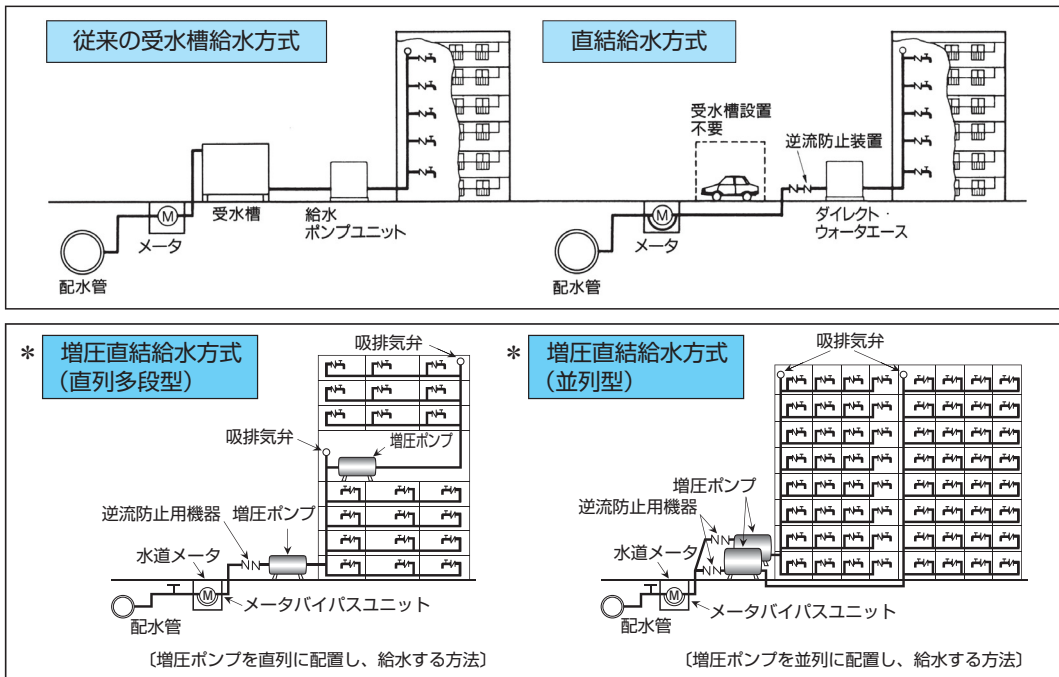 従来の受水槽給水方式
M
受水槽
給水
ポンプユニット
メータ
配水管
直結給水方式
受水槽設置
不要
逆流防止装置
M
ダイレクト・
ウォータエース
メータ
配水管
*
増圧直結給水方式
(直列多段型)
吸排気弁
吸排気弁
増圧ポンプ
逆流防止用機器
増圧ポンプ
水道メータ
M
メータバイパスユニット
配水管
〔増圧ポンプを直列に配置し、給水する方法〕
*
増圧直結給水方式
(並列型)
吸排気弁
増圧ポンプ
逆流防止用機器
水道メータ
M
メータバイパスユニット
配水管
〔増圧ポンプを並列に配置し、給水する方法〕